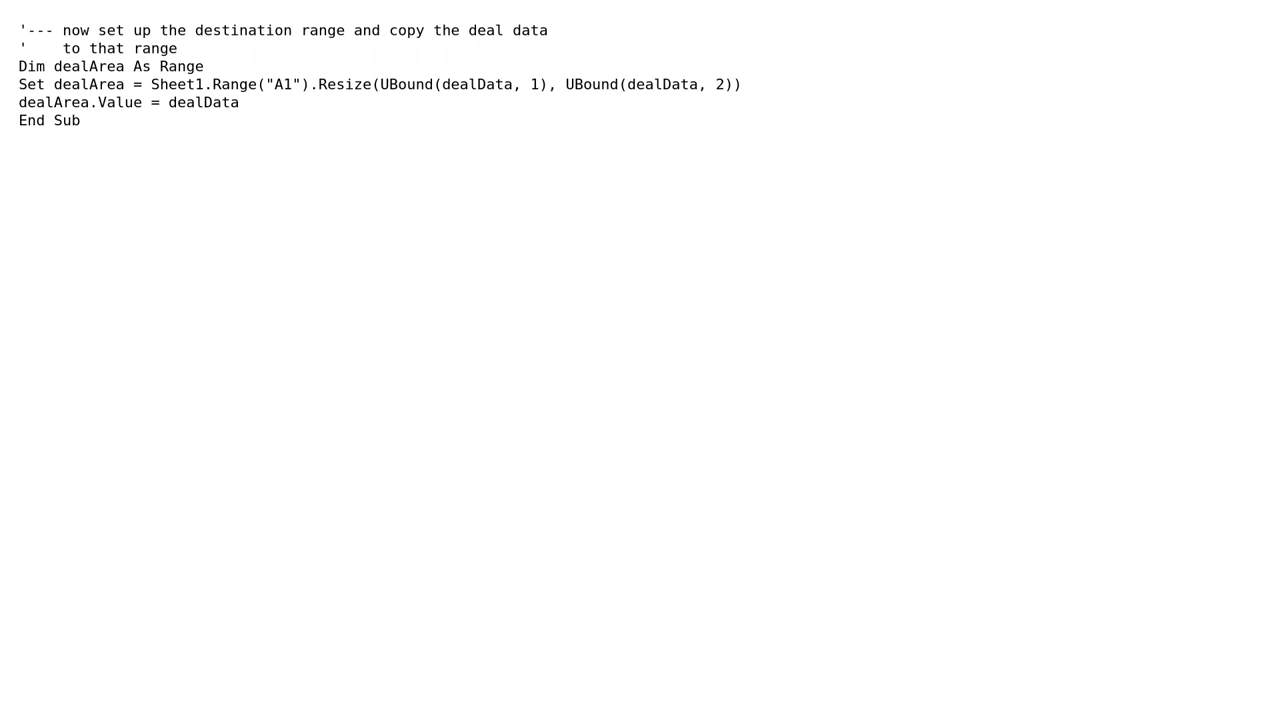 '--- now set up the destination range and copy the deal data
'    to that range
Dim dealArea As Range
Set dealArea = Sheet1.Range("A1").Resize(UBound(dealData, 1), UBound(dealData, 2))
dealArea.Value = dealData
End Sub